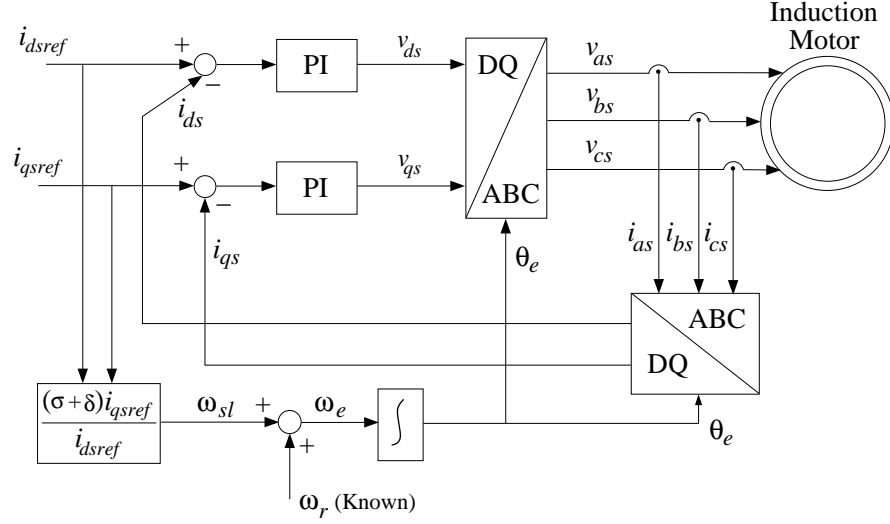 Induction
Motor
i_dsref
+
−
PI
v_ds
DQ
ABC
v_as
v_bs
v_cs
i_ds
i_qsref
+
−
PI
v_qs
i_qs
θ_e
i_as i_bs i_cs
ABC
DQ
(σ+δ)i_qsref
i_dsref
ω_sl
+
+
ω_e
∫
θ_e
ω_r (Known)